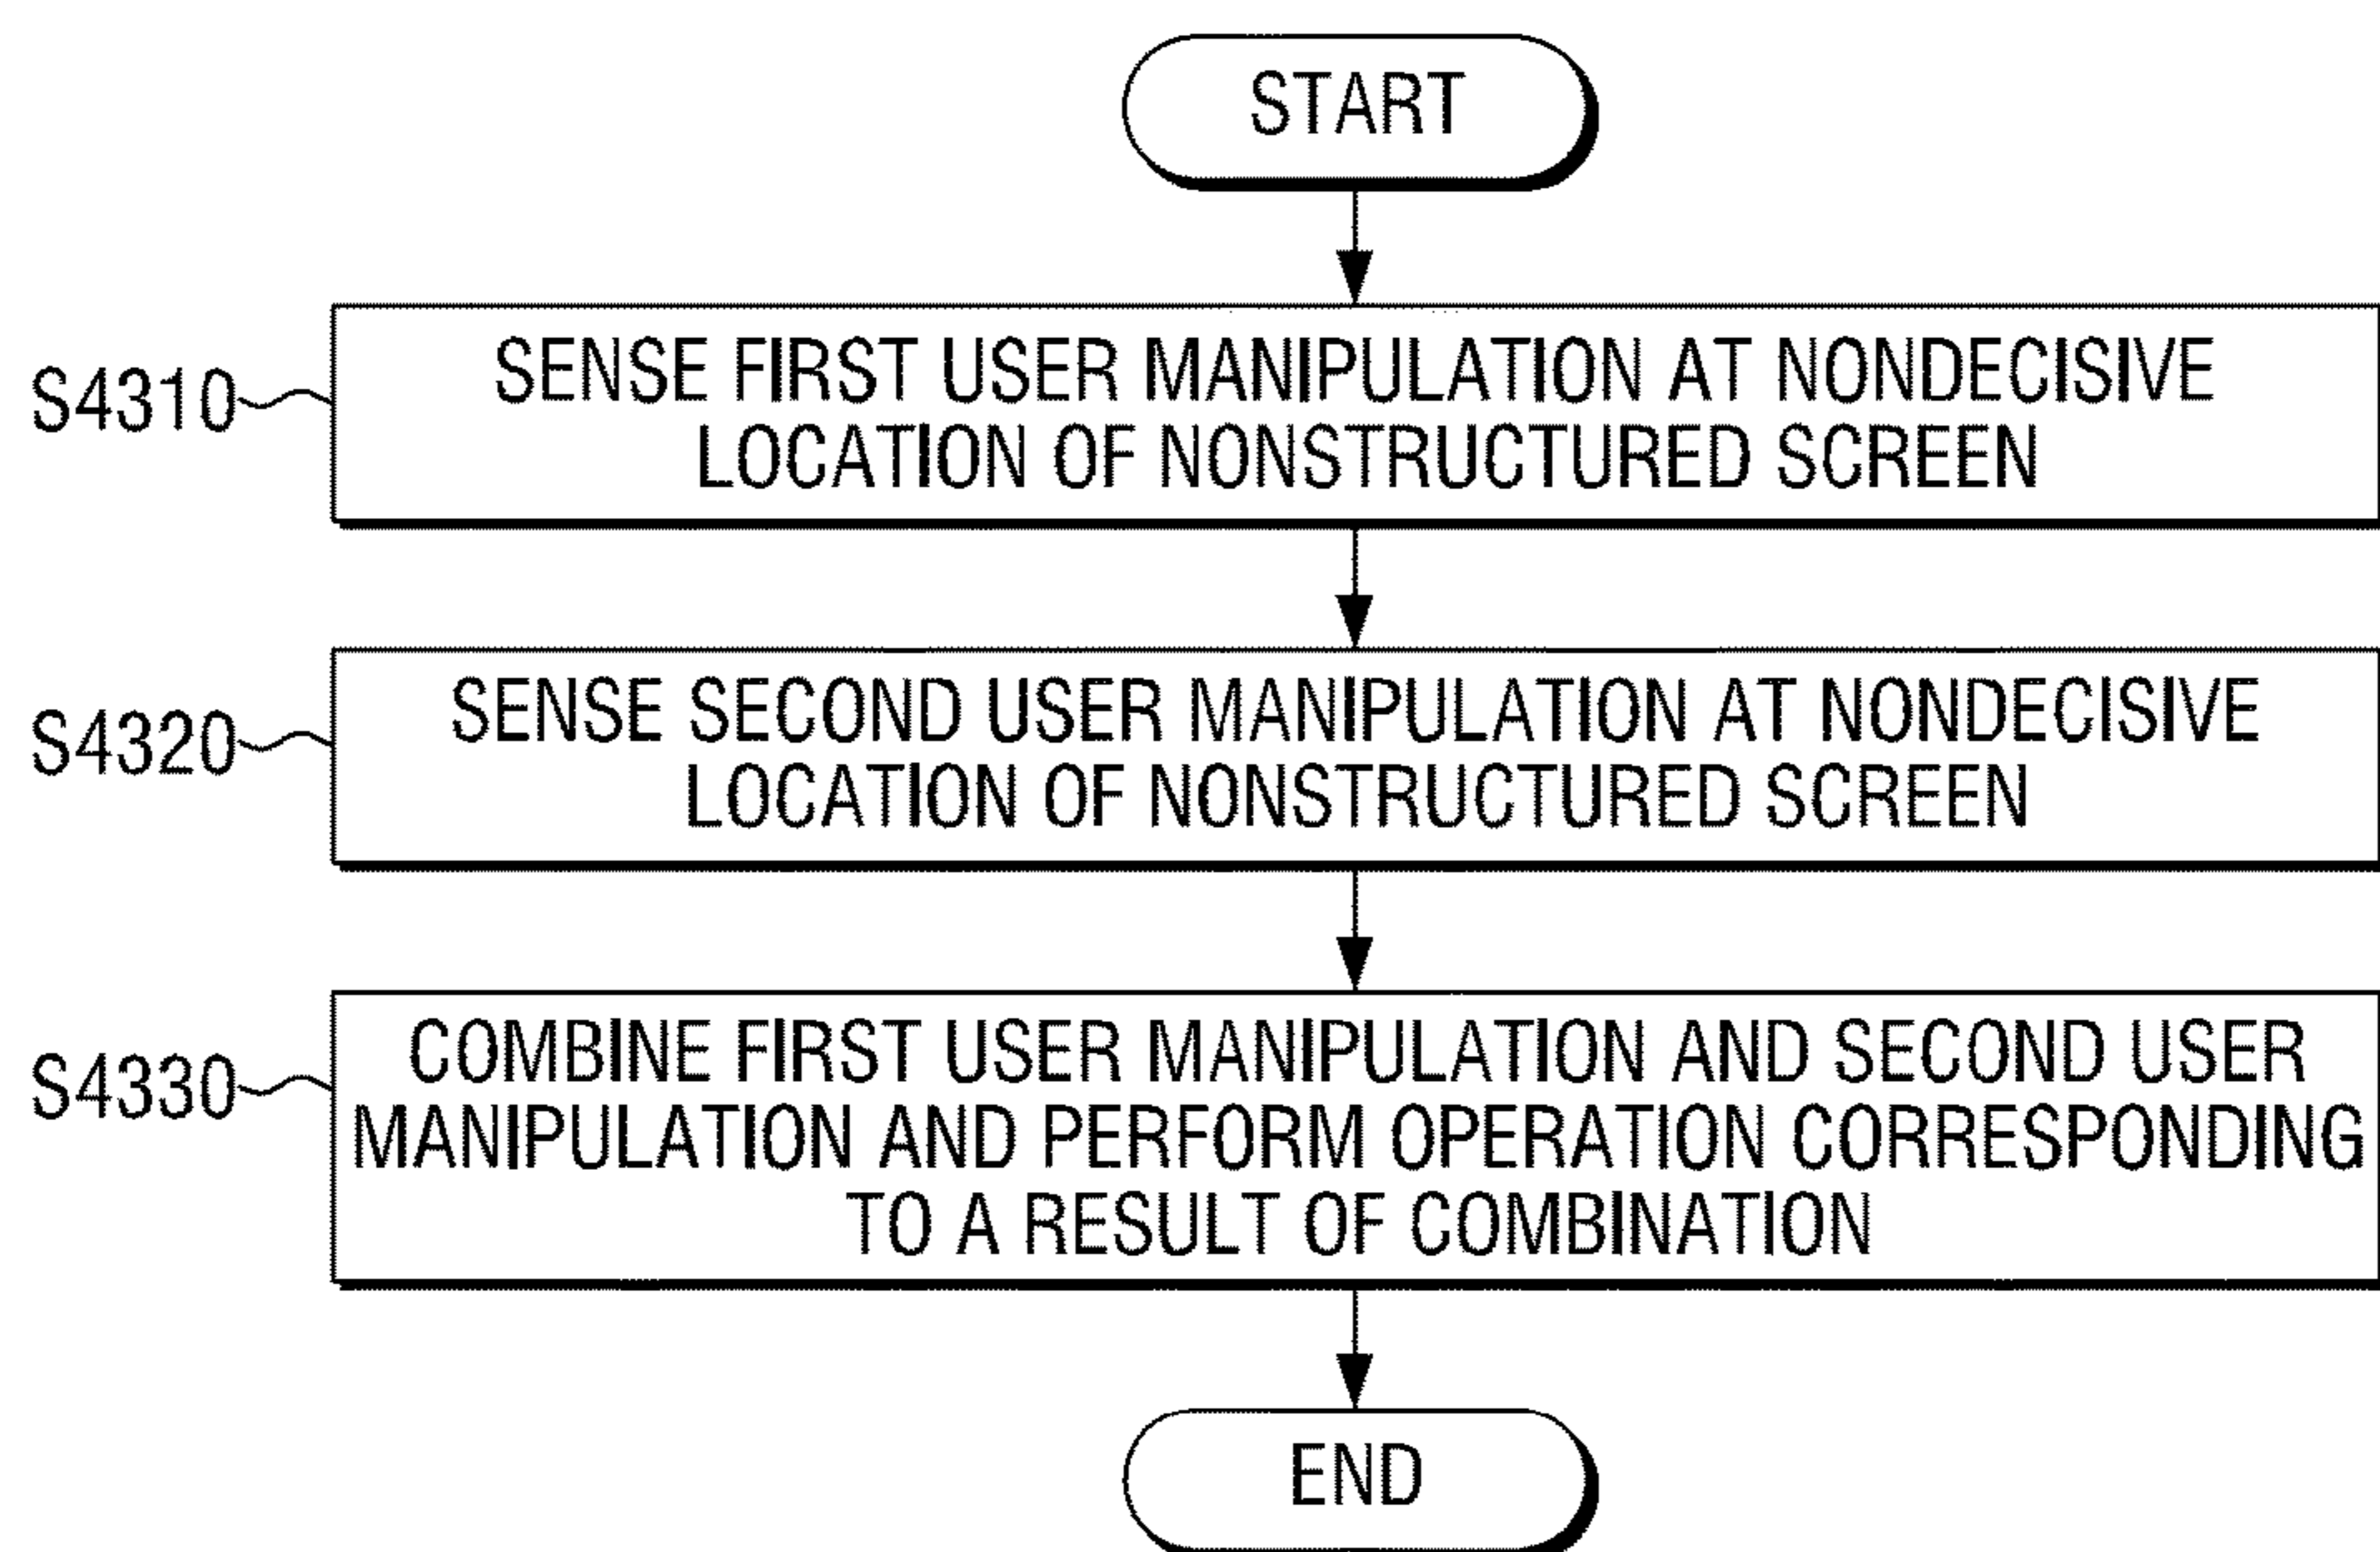 START
S4310
SENSE FIRST USER MANIPULATION AT NONDECISIVE
LOCATION OF NONSTRUCTURED SCREEN
S4320
SENSE SECOND USER MANIPULATION AT NONDECISIVE
LOCATION OF NONSTRUCTURED SCREEN
S4330
COMBINE FIRST USER MANIPULATION AND SECOND USER
MANIPULATION AND PERFORM OPERATION CORRESPONDING
TO A RESULT OF COMBINATION
END